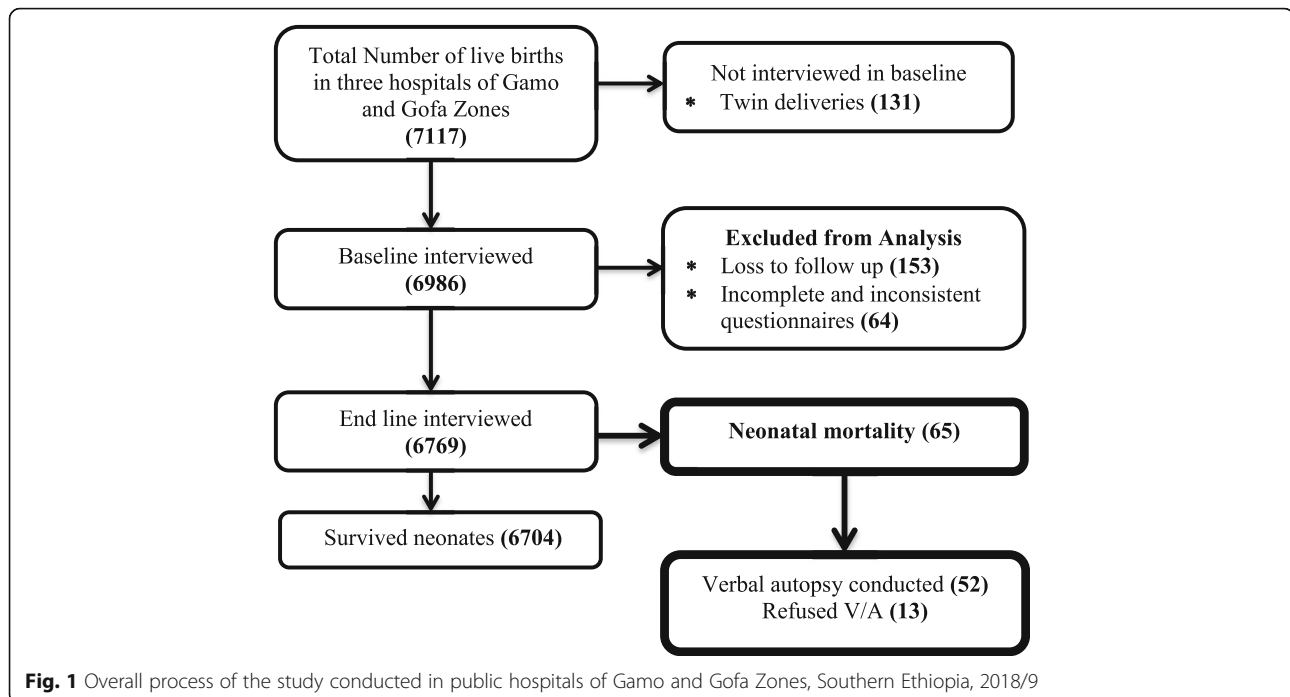 Total Number of live births
in three hospitals of Gamo
and Gofa Zones
(7117)
Not interviewed in baseline
* Twin deliveries (131)
Baseline interviewed
(6986)
Excluded from Analysis
* Loss to follow up (153)
* Incomplete and inconsistent
questionnaires (64)
End line interviewed
(6769)
Neonatal mortality (65)
Survived neonates (6704)
Verbal autopsy conducted (52)
Refused V/A (13)
Fig. 1 Overall process of the study conducted in public hospitals of Gamo and Gofa Zones, Southern Ethiopia, 2018/9